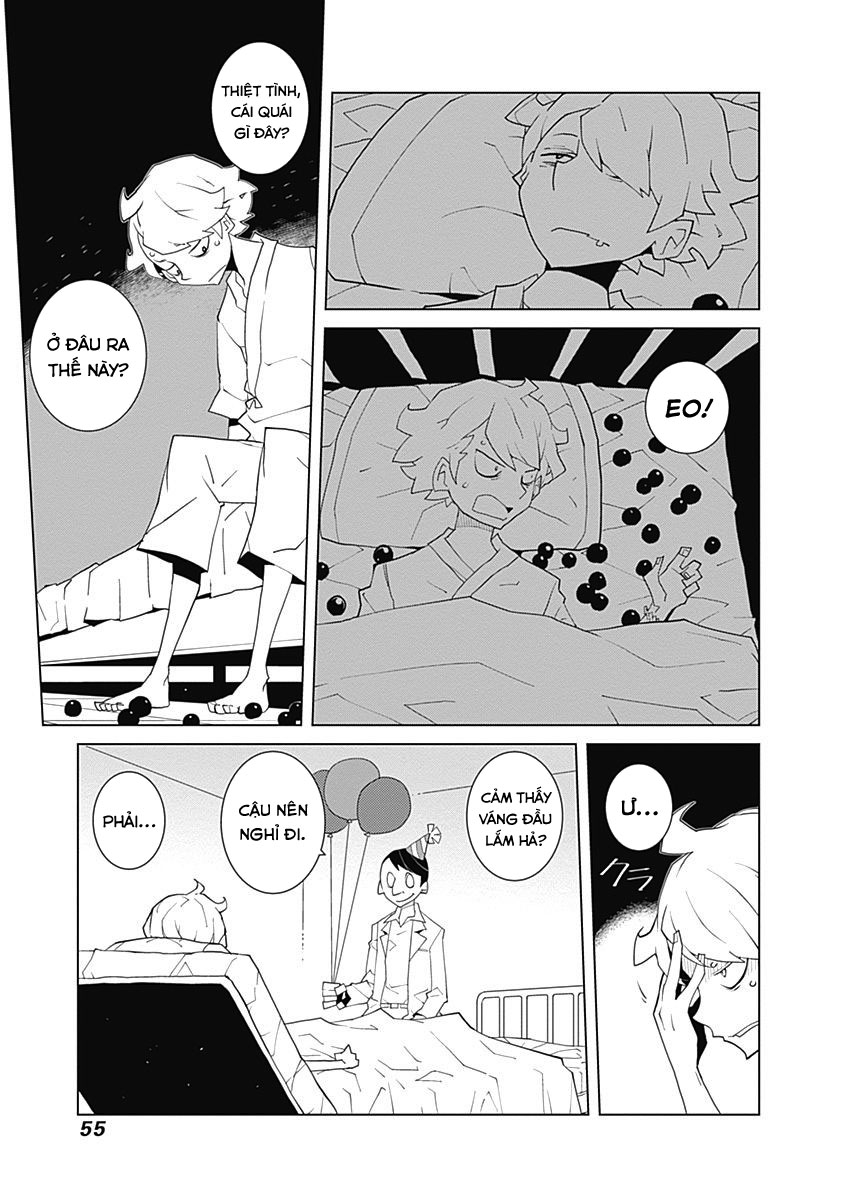 EO!
THIỆT TÌNH,
CÁI QUÁI
GÌ ĐÂY?
Ở ĐÂU RA
THẾ NÀY?
Ư...
クラ
CẢM THẤY
VÁNG ĐẦU
LẮM HẢ?
CẬU NÊN
NGHỈ ĐI.
PHẢI...
55